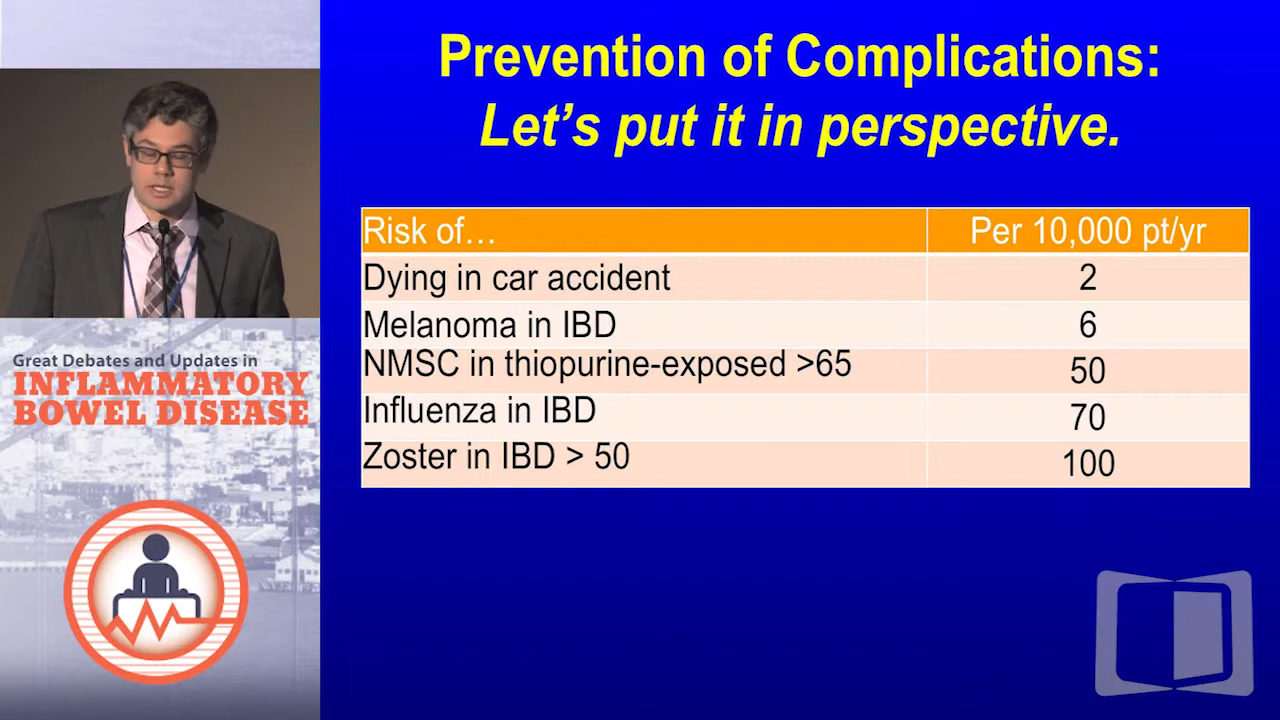 Prevention of Complications:
Let's put it in perspective.
Risk of… Per 10,000 pt/yr
Dying in car accident 2
Melanoma in IBD 6
NMSC in thiopurine-exposed >65 50
Influenza in IBD 70
Zoster in IBD > 50 100
Great Debates and Updates in
INFLAMMATORY
BOWEL DISEASE